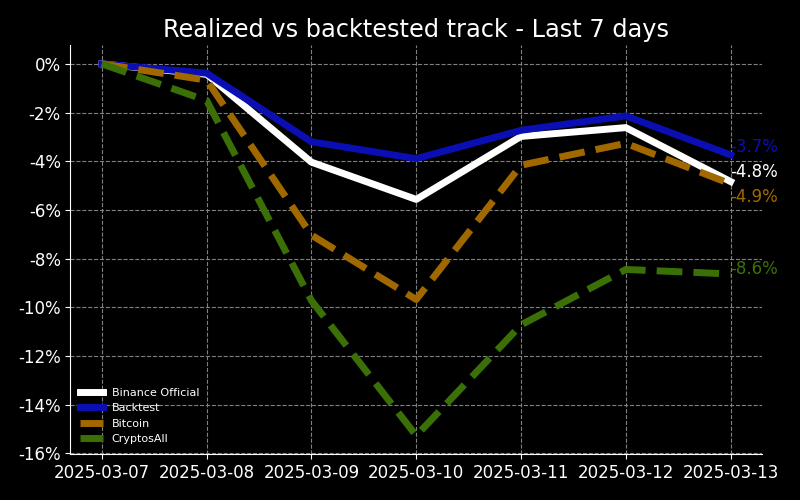 Realized vs backtested track - Last 7 days
0%
-2%
-4%
-6%
-8%
-10%
-12%
-14%
-16%
-3.7%
-4.8%
-4.9%
-8.6%
Binance Official
Backtest
Bitcoin
CryptosAll
2025-03-07 2025-03-08 2025-03-09 2025-03-10 2025-03-11 2025-03-12 2025-03-13